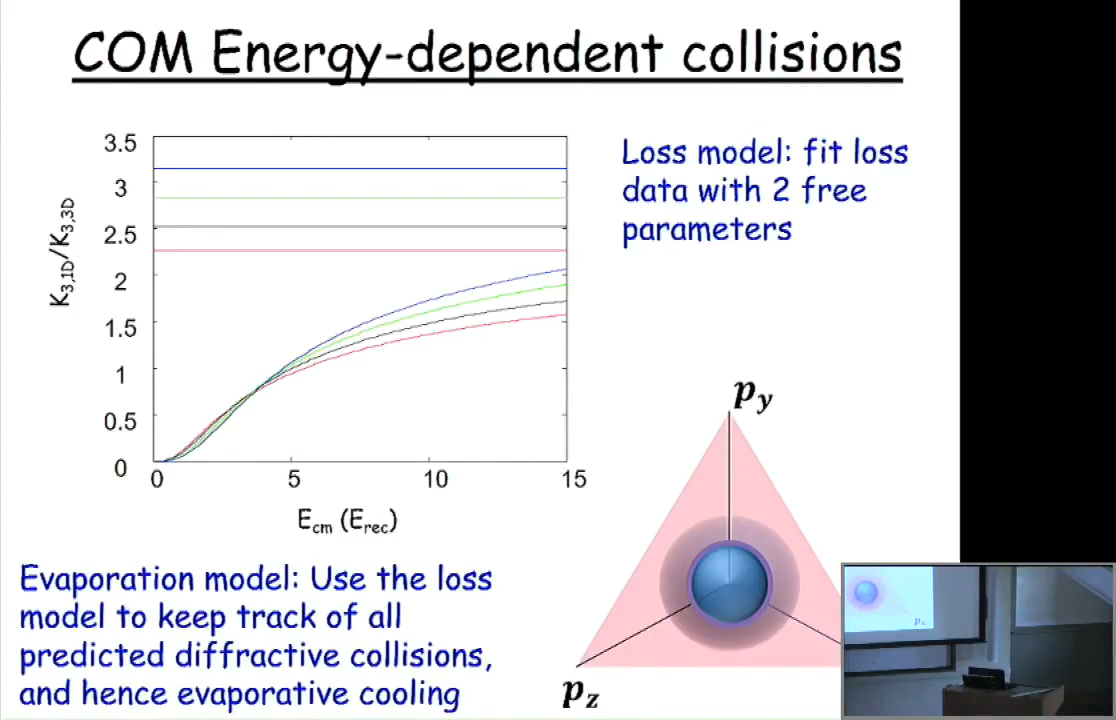 COM Energy-dependent collisions
Loss model: fit loss
data with 2 free
parameters
3.5
3
2.5
2
1.5
1
0.5
0
K3,1D/K3,3D
0 5 10 15
Ecm (Erec)
Evaporation model: Use the loss
model to keep track of all
predicted diffractive collisions,
and hence evaporative cooling
py
pz